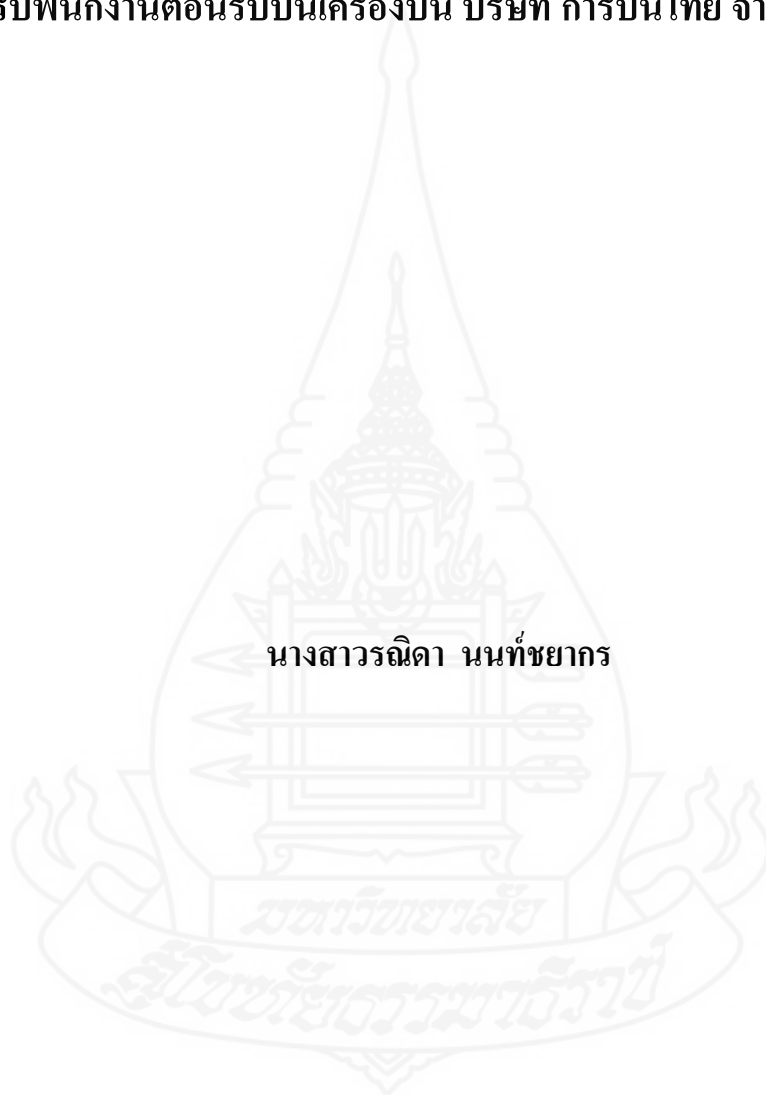 พนักงานต้อนรับบนเครื่องบิน บริษัท การบินไทย
นางสาวรณิดา นนท์ชยากร
มหาวิทยาลัย
สุโขทัยธรรมาธิราช